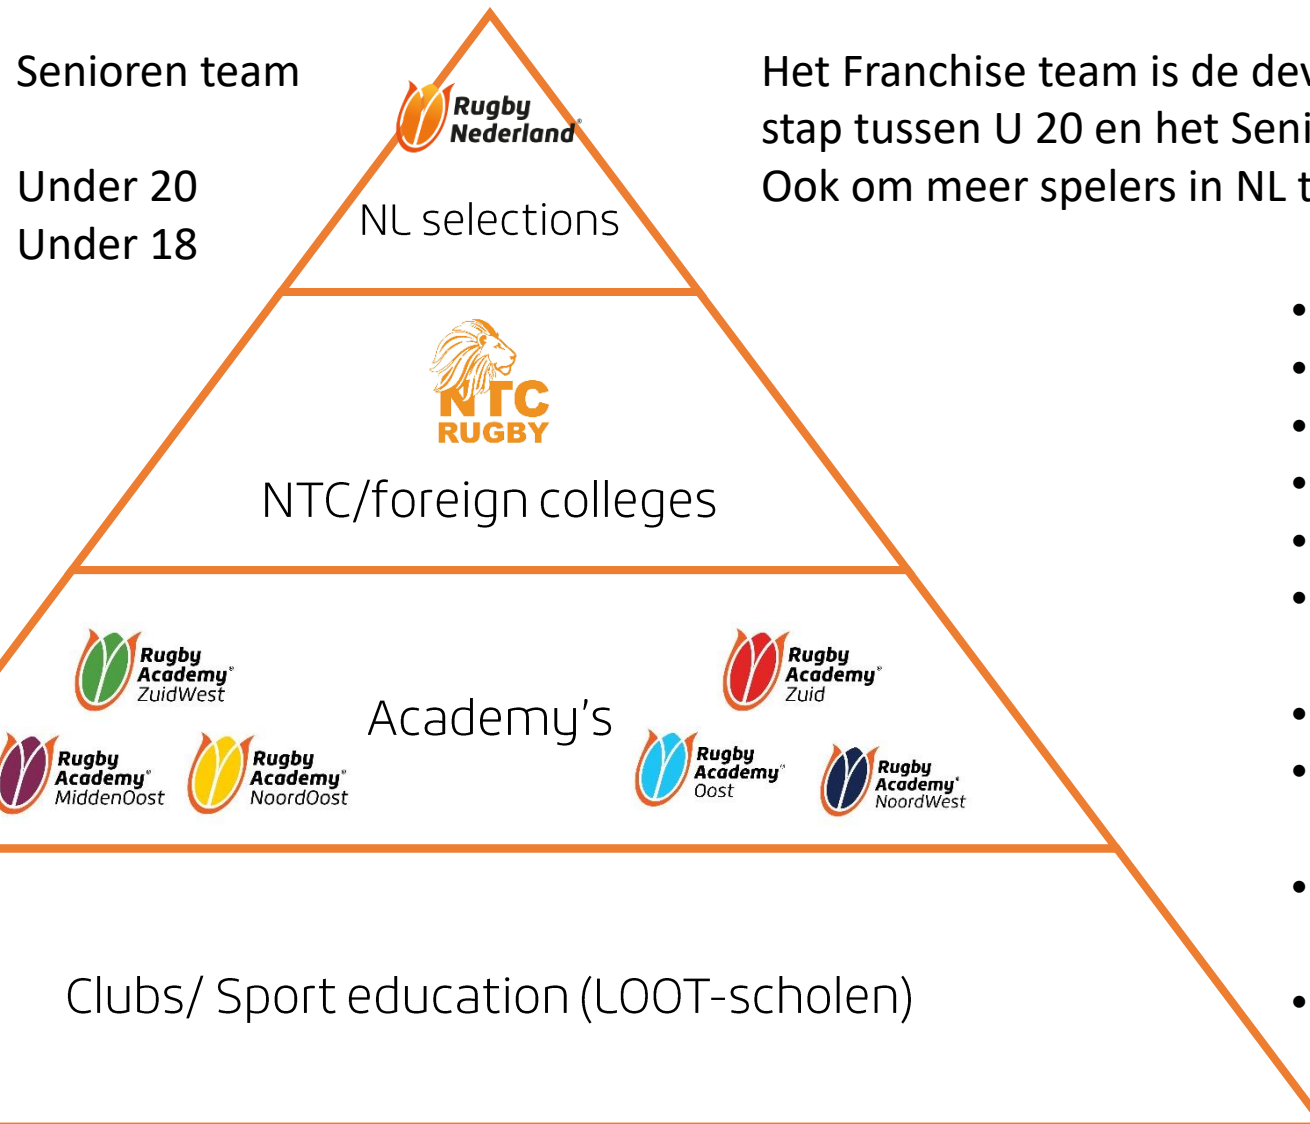 Senioren team
Under 20
Under 18
Het Franchise team is de
stap tussen U 20 en het
Ook om meer spelers in NL
Rugby
Nederland
NL selections
NTC
RUGBY
NTC/foreign colleges
Rugby
Academy
ZuidWest
Rugby
Academy
Zuid
Academy's
Rugby
Academy
MiddenOost
Rugby
Academy
NoordOost
Rugby
Academy
Oost
Rugby
Academy
NoordWest
Clubs/ Sport education (LOOT-scholen)